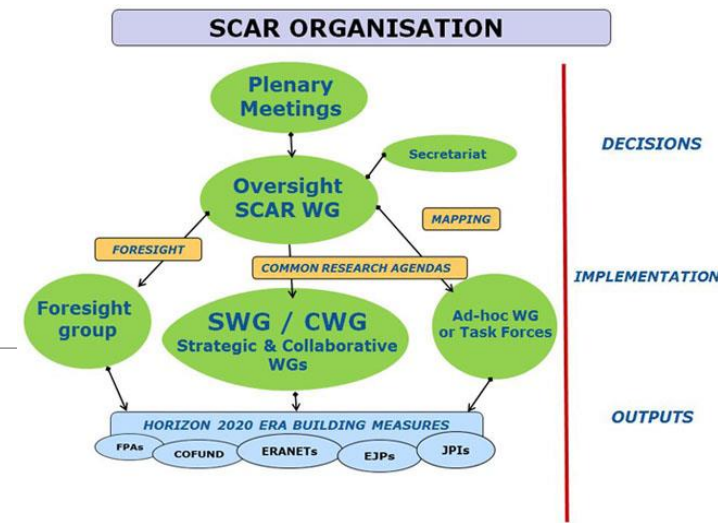 SCAR ORGANISATION
Plenary
Meetings
DECISIONS
Secretariat
Oversight
SCAR WG
MAPPING
FORESIGHT
COMMON RESEARCH AGENDAS
IMPLEMENTATION
Foresight
group
SWG / CWG
Strategic & Collaborative
WGs
Ad-hoc WG
or Task Forces
OUTPUTS
HORIZON 2020 ERA BUILDING MEASURES
FPAs
COFUND
ERANETs
EJPs
JPIs